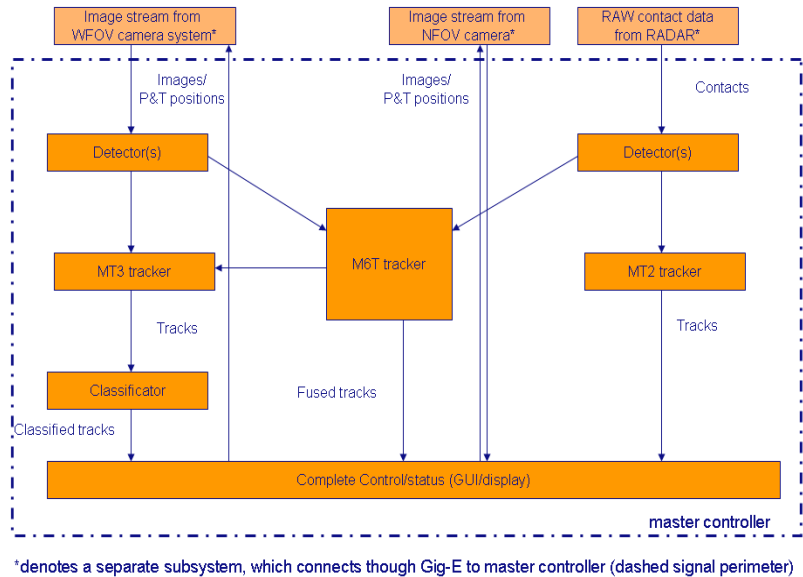 Image stream from
WFOV camera system*
Image stream from
NFOV camera*
RAW contact data
from RADAR*
Images/
P&T positions
Images/
P&T positions
Contacts
Detector(s)
Detector(s)
M6T tracker
MT3 tracker
MT2 tracker
Tracks
Tracks
Classificator
Fused tracks
Classified tracks
Complete Control/status (GUI/display)
master controller
*denotes a separate subsystem, which connects though Gig-E to master controller (dashed signal perimeter)